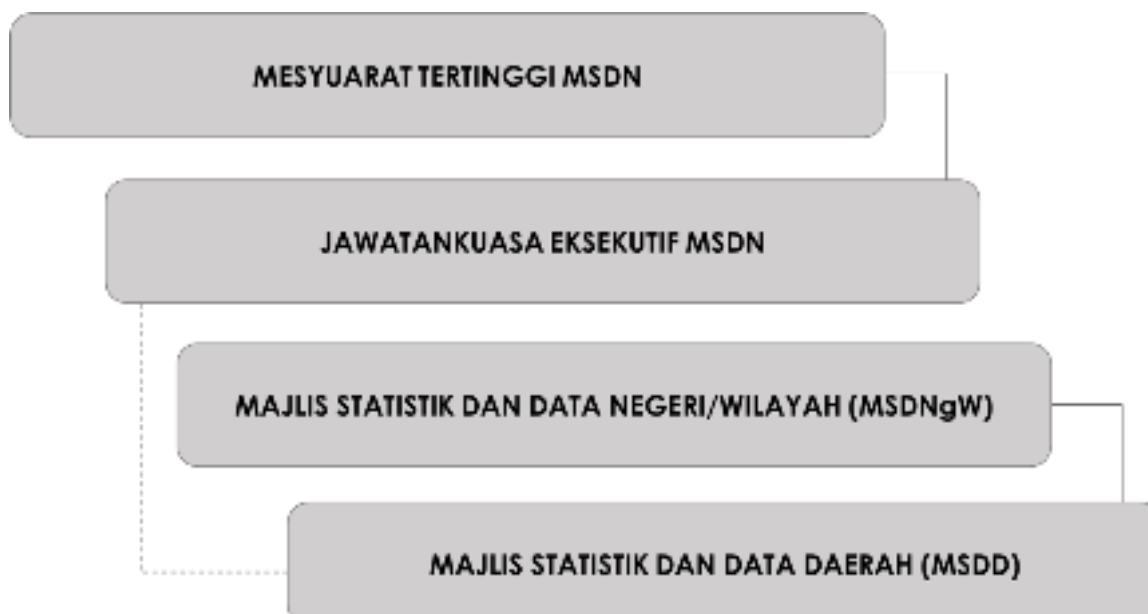 MESYUARAT TERTINGGI MSDN
JAWATANKUASA EKSEKUTIF MSDN
MAJLIS STATISTIK DAN DATA NEGERI/WILAYAH (MSDNgW)
MAJLIS STATISTIK DAN DATA DAERAH (MSDD)